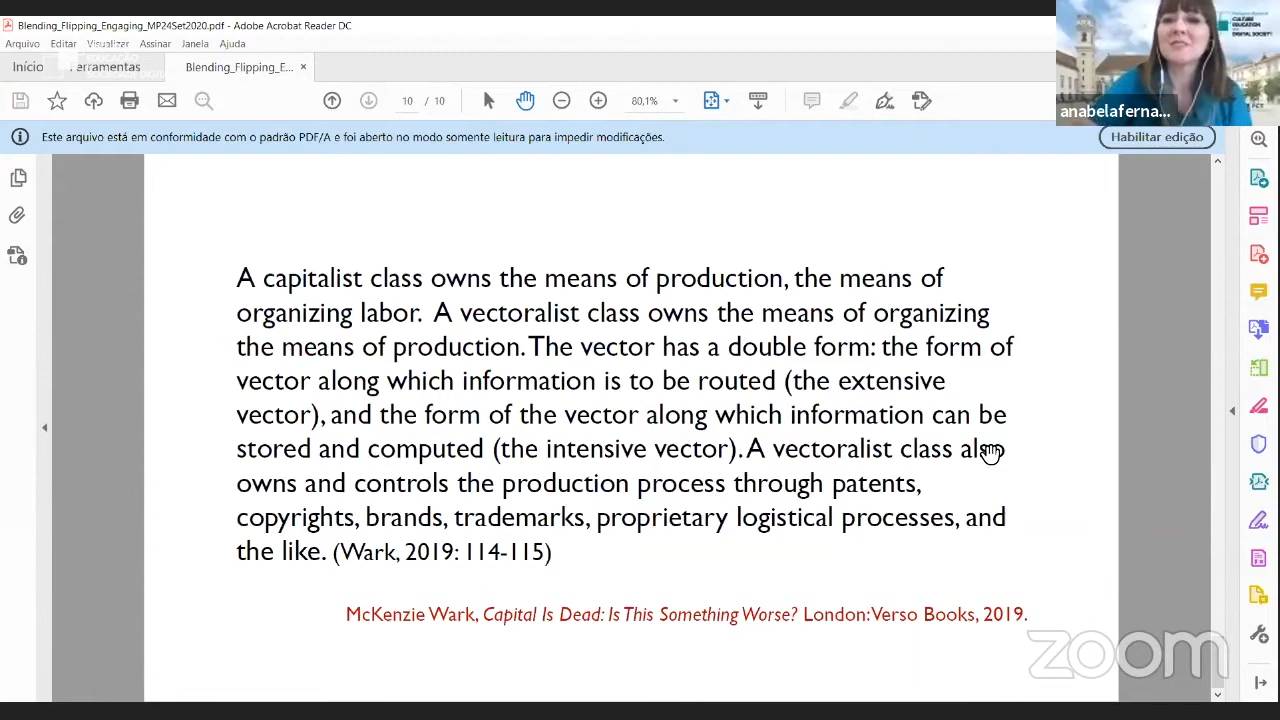 Blending_Flipping_Engaging_MP24Set2020.pdf - Adobe Acrobat Reader DC
Arquivo Editar Visualizar Assinar Janela Ajuda
Início
Blending_Flipping_E... ×
10 / 10
80,1%
CULTURE
EDUCATION
DIGITAL SOCIETY
anabelaferna...
Este arquivo está em conformidade com o padrão PDF/A e foi aberto no modo somente leitura para impedir modificações.
Habilitar edição
A capitalist class owns the means of production, the means of
organizing labor. A vectoralist class owns the means of organizing
the means of production. The vector has a double form: the form of
vector along which information is to be routed (the extensive
vector), and the form of the vector along which information can be
stored and computed (the intensive vector). A vectoralist class also
owns and controls the production process through patents,
copyrights, brands, trademarks, proprietary logistical processes, and
the like. (Wark, 2019: 114-115)
McKenzie Wark, Capital Is Dead: Is This Something Worse? London: Verso Books, 2019.
zoom